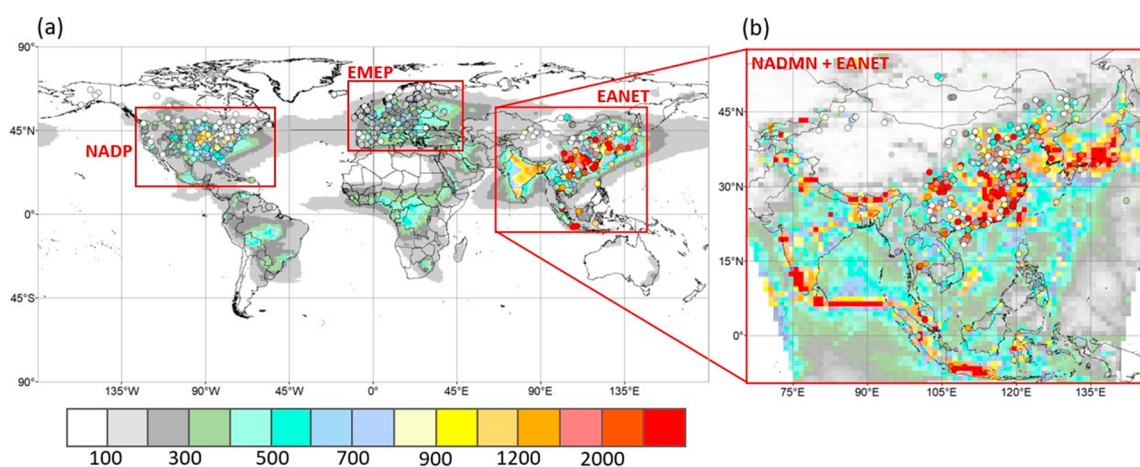 (a)
(b)
90°
EMEP
NADMN + EANET
EANET
45°N
45°N
NADP
30°N
15°N
0°
0°
45°S
90°
135°W 90°W 45°W 0° 45°E 90°E 135°E
75°E 90°E 105°E 120°E 135°E
100 300 500 700 900 1200 2000